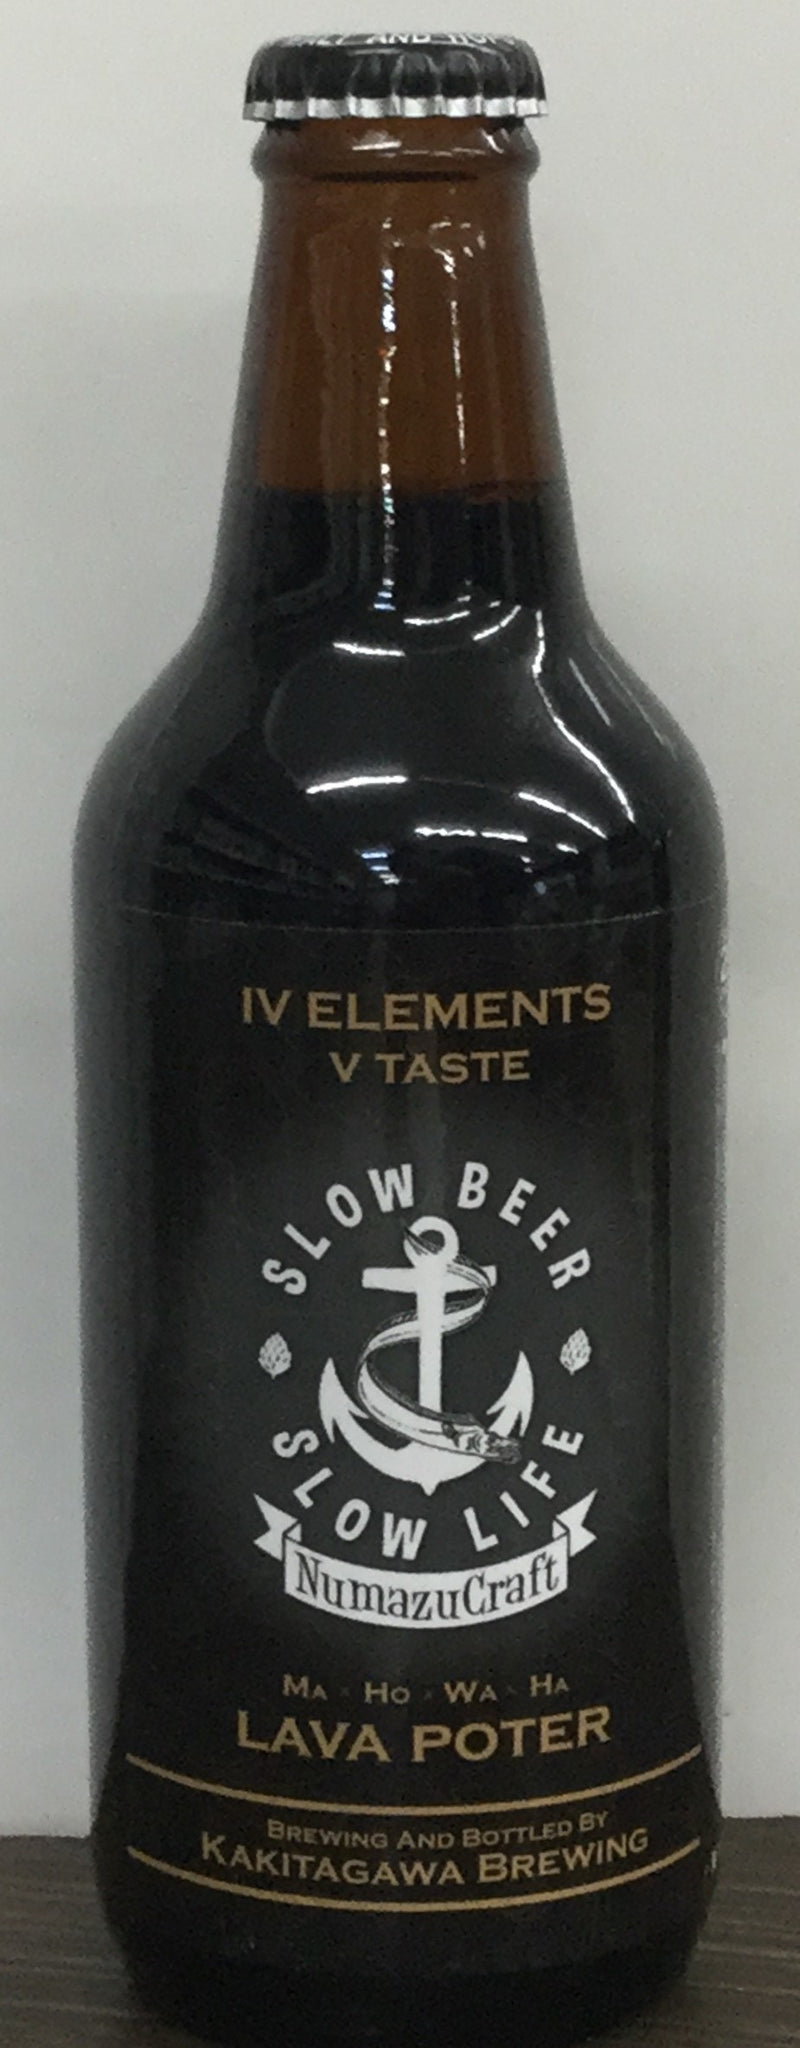 AND
IV ELEMENTS
V TASTE
SLOW BEER
SLOW LIFE
NumazuCraft
MA × HO × WA × HA
LAVA POTER
BREWING AND BOTTLED BY
KAKITAGAWA BREWING